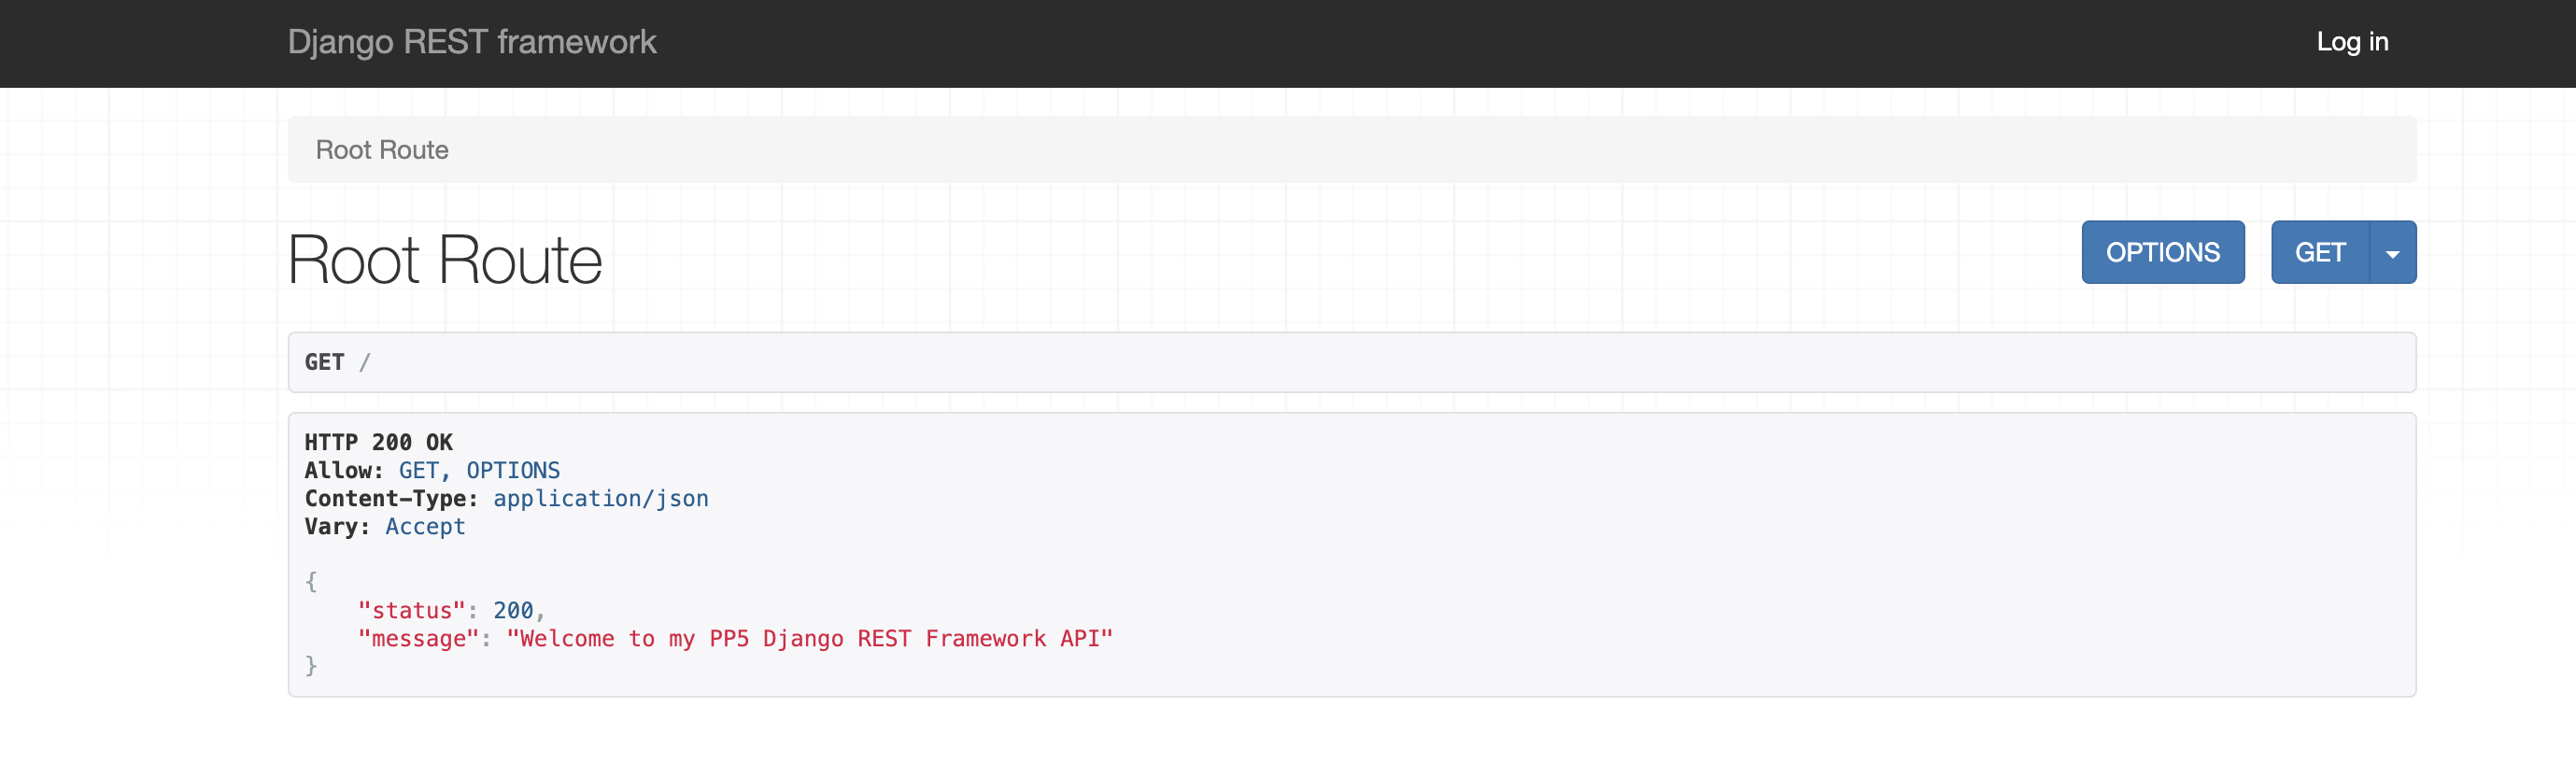 Django REST framework
Log in
Root Route
Root Route
OPTIONS
GET
GET /
HTTP 200 OK
Allow: GET, OPTIONS
Content-Type: application/json
Vary: Accept
{
    "status": 200,
    "message": "Welcome to my PP5 Django REST Framework API"
}